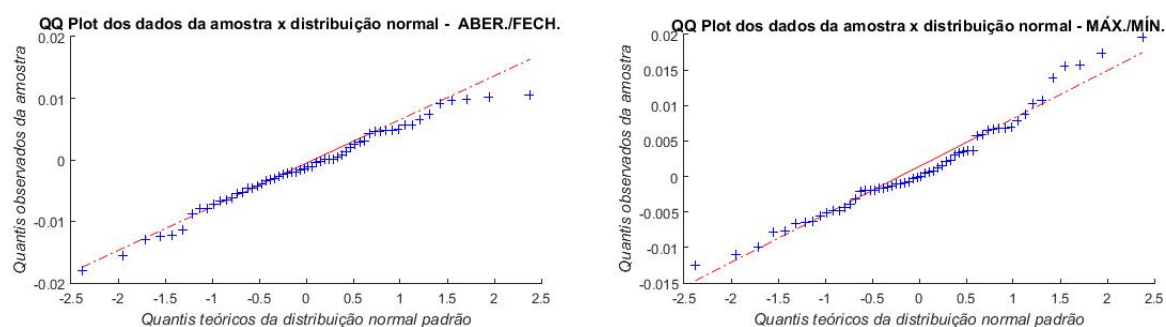 QQ Plot dos dados da amostra x distribuição normal - ABER./FECH.
0.02
0.01
0
-0.01
-0.02
Quantis observados da amostra
-2.5 -2 -1.5 -1 -0.5 0 0.5 1 1.5 2 2.5
Quantis teóricos da distribuição normal padrão
QQ Plot dos dados da amostra x distribuição normal - MÁX./MÍN.
0.02
0.015
0.01
0.005
0
-0.005
-0.01
-0.015
Quantis observados da amostra
-2.5 -2 -1.5 -1 -0.5 0 0.5 1 1.5 2 2.5
Quantis teóricos da distribuição normal padrão